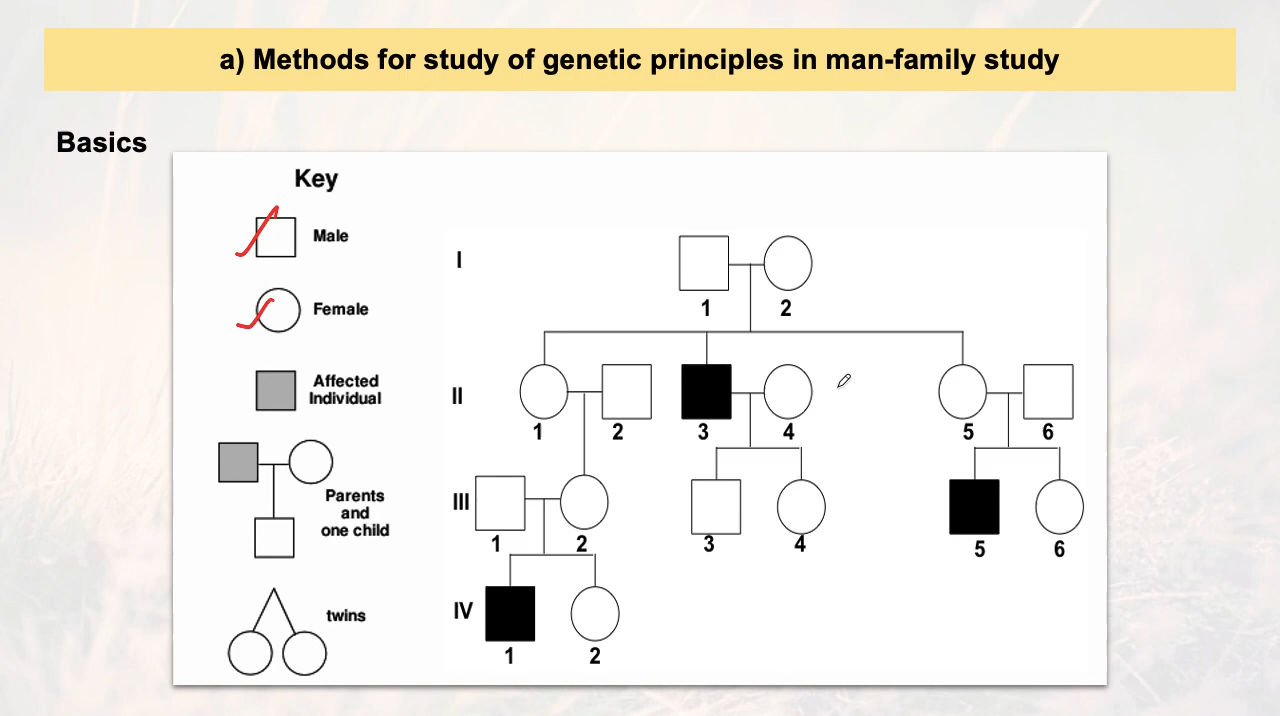 a) Methods for study of genetic principles in man-family study
Basics
Key
Male
Female
Affected
Individual
Parents
and
one child
twins
I
1 2
II
1 2 3 4 5 6
III
1 2 3 4 5 6
IV
1 2